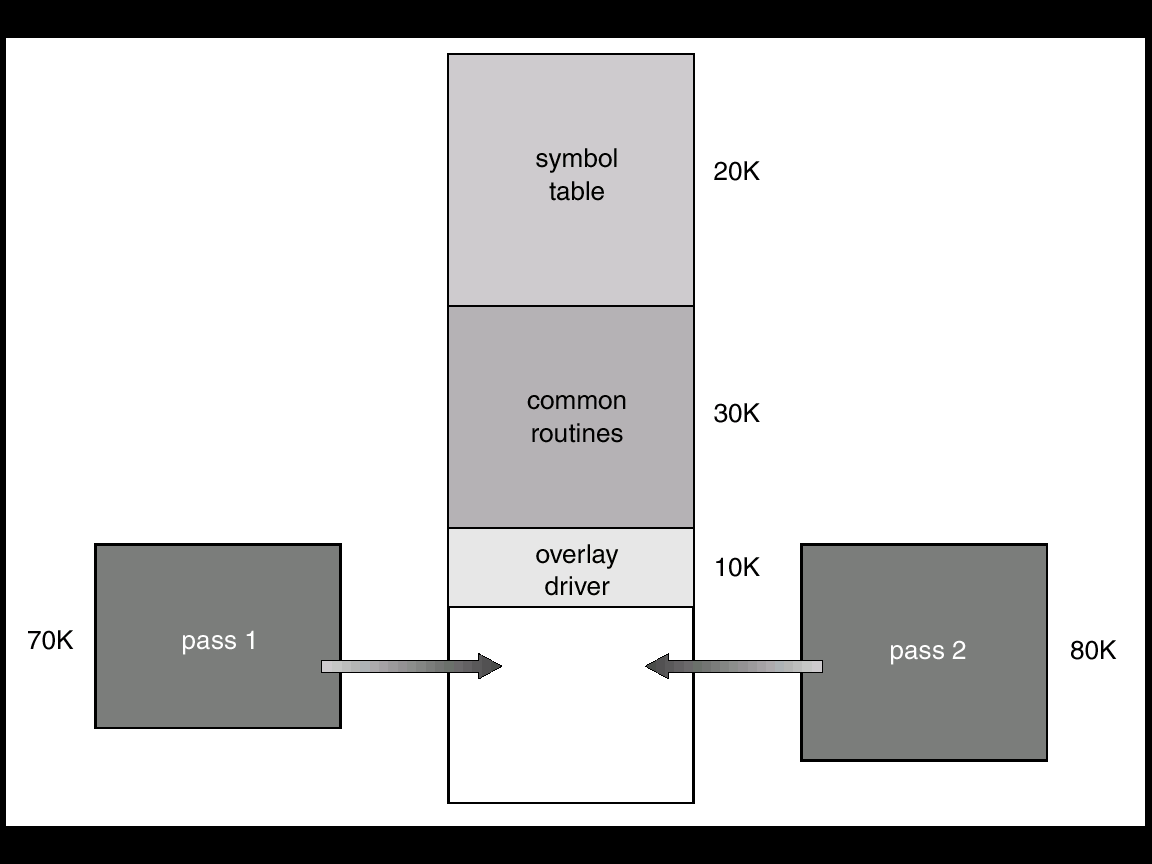 symbol
table
20K
common
routines
30K
overlay
driver
10K
70K
pass 1
pass 2
80K